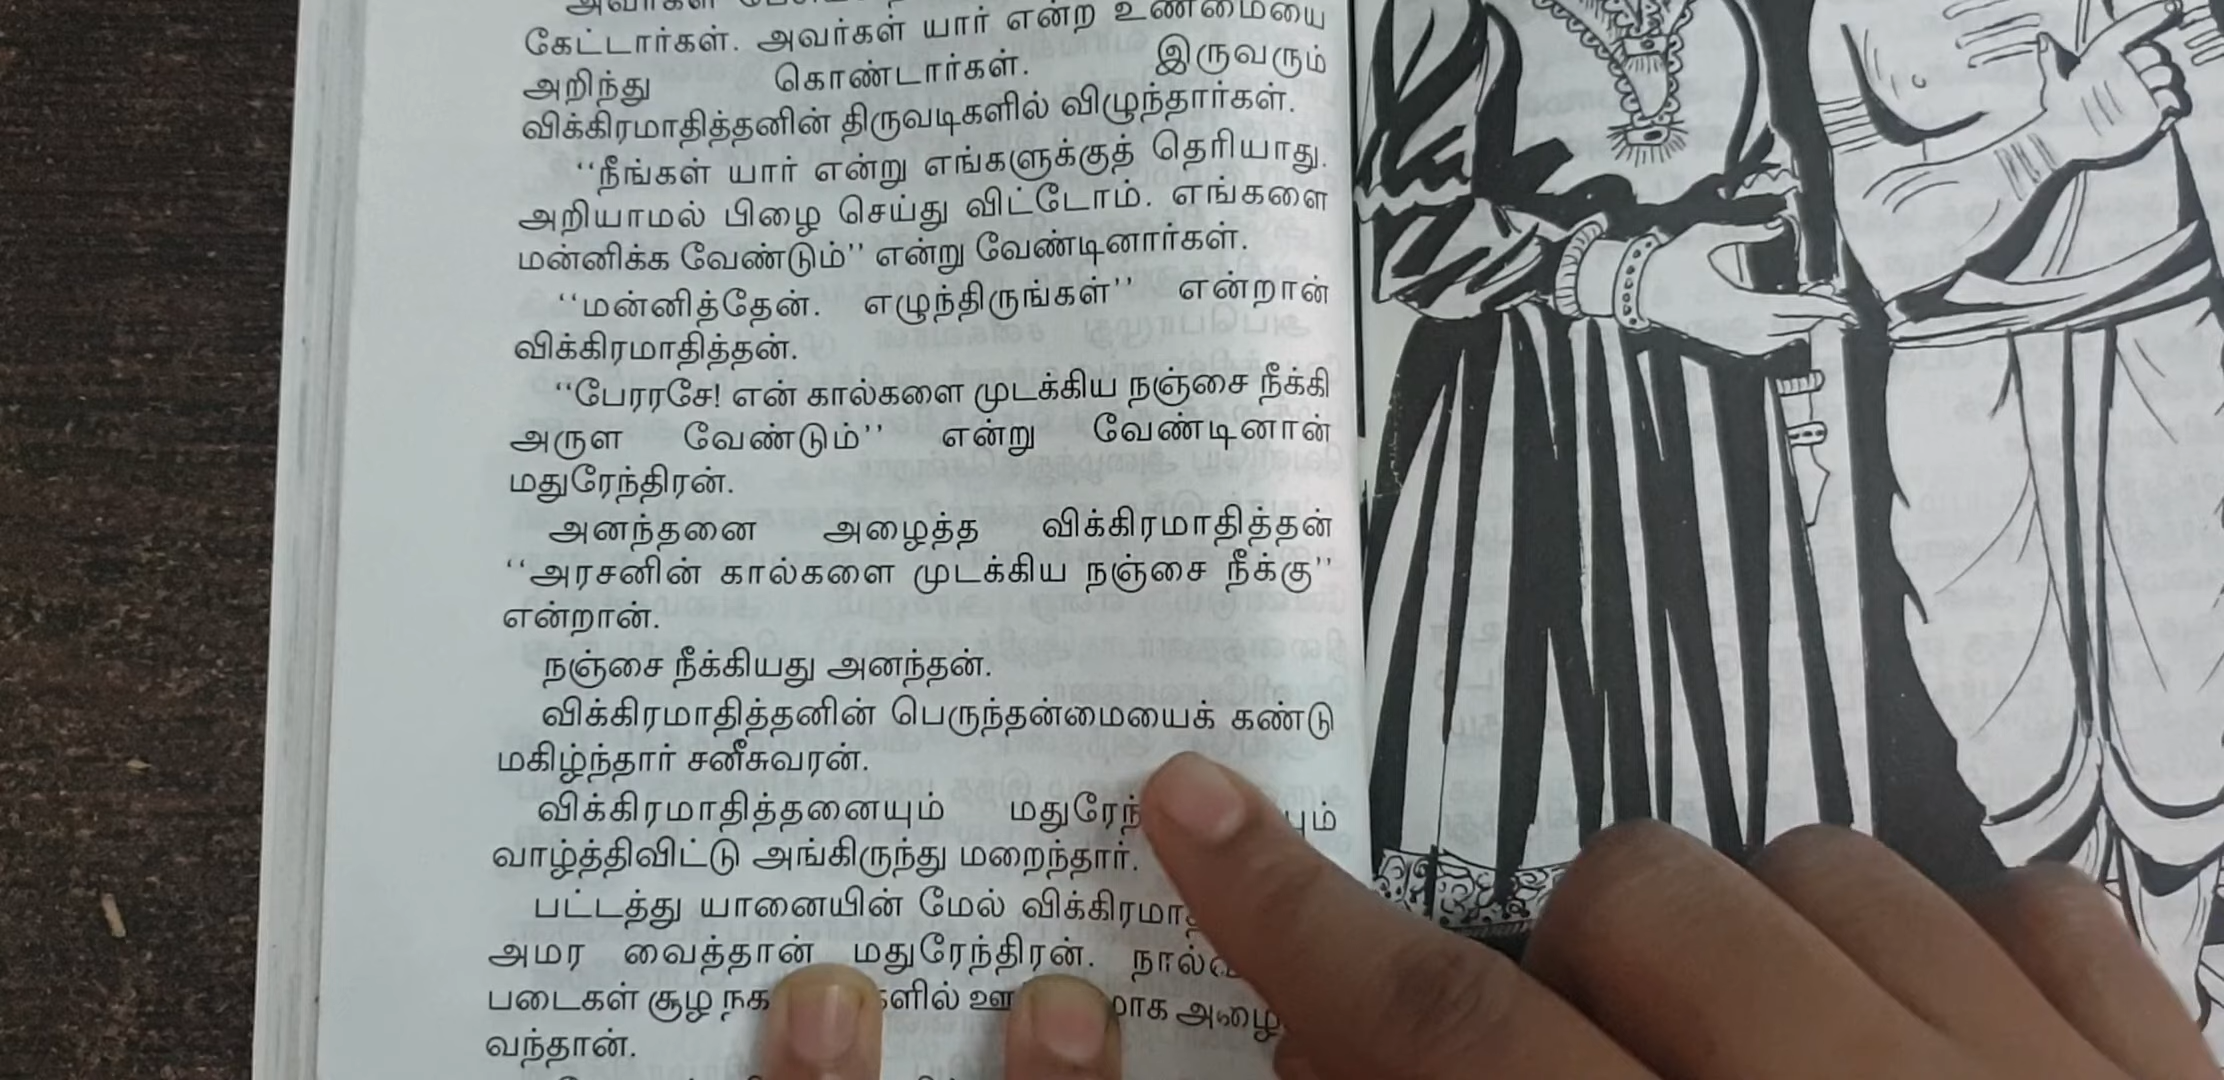 கேட்டார்கள். அவர்கள் யார் என்ற உண்மையை
அறிந்து கொண்டார்கள். இருவரும்
விக்கிரமாதித்தனின் திருவடிகளில் விழுந்தார்கள்.
“நீங்கள் யார் என்று எங்களுக்குத் தெரியாது.
அறியாமல் பிழை செய்து விட்டோம். எங்களை
மன்னிக்க வேண்டும்” என்று வேண்டினார்கள்.
“மன்னித்தேன். எழுந்திருங்கள்” என்றான்
விக்கிரமாதித்தன்.
“பேரரசே! என் கால்களை முடக்கிய நஞ்சை நீக்கி
அருள வேண்டும்” என்று வேண்டினான்
மதுரேந்திரன்.
அனந்தனை அழைத்த விக்கிரமாதித்தன்
“அரசனின் கால்களை முடக்கிய நஞ்சை நீக்கு”
என்றான்.
நஞ்சை நீக்கியது அனந்தன்.
விக்கிரமாதித்தனின் பெருந்தன்மையைக் கண்டு
மகிழ்ந்தார் சனீசுவரன்.
விக்கிரமாதித்தனையும்
வாழ்த்திவிட்டு அங்கிருந்து மறைந்தார்.
பட்டத்து யானையின் மேல்
அமர வைத்தான் மதுரேந்திரன்.
படைகள் சூழ
வந்தான்.